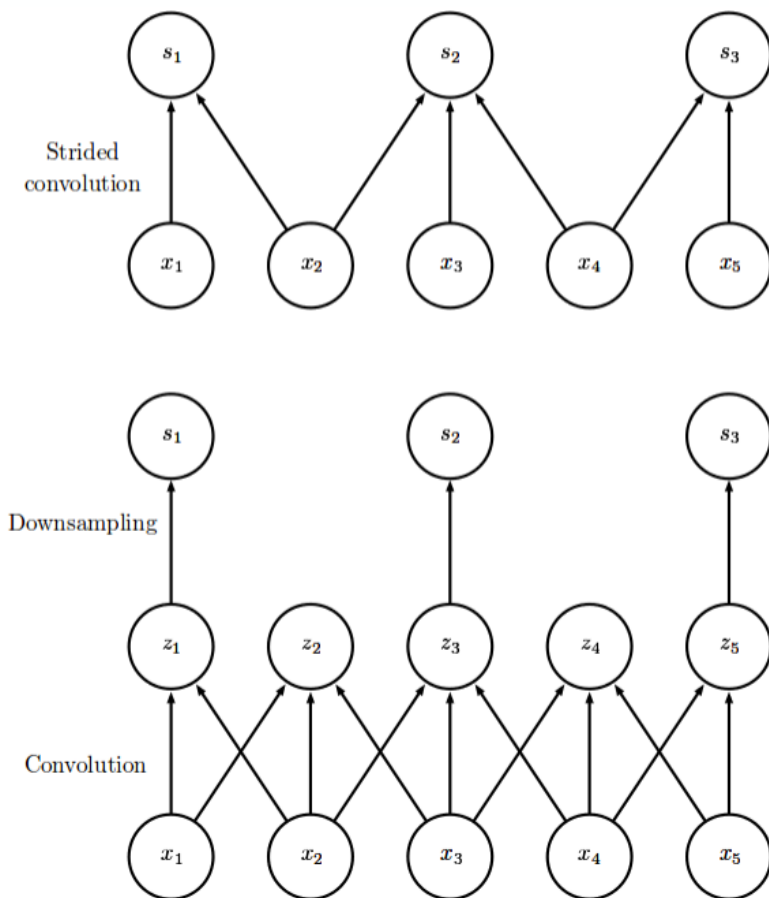 s₁ s₂ s₃
Strided
convolution
x₁ x₂ x₃ x₄ x₅
s₁ s₂ s₃
Downsampling
z₁ z₂ z₃ z₄ z₅
Convolution
x₁ x₂ x₃ x₄ x₅